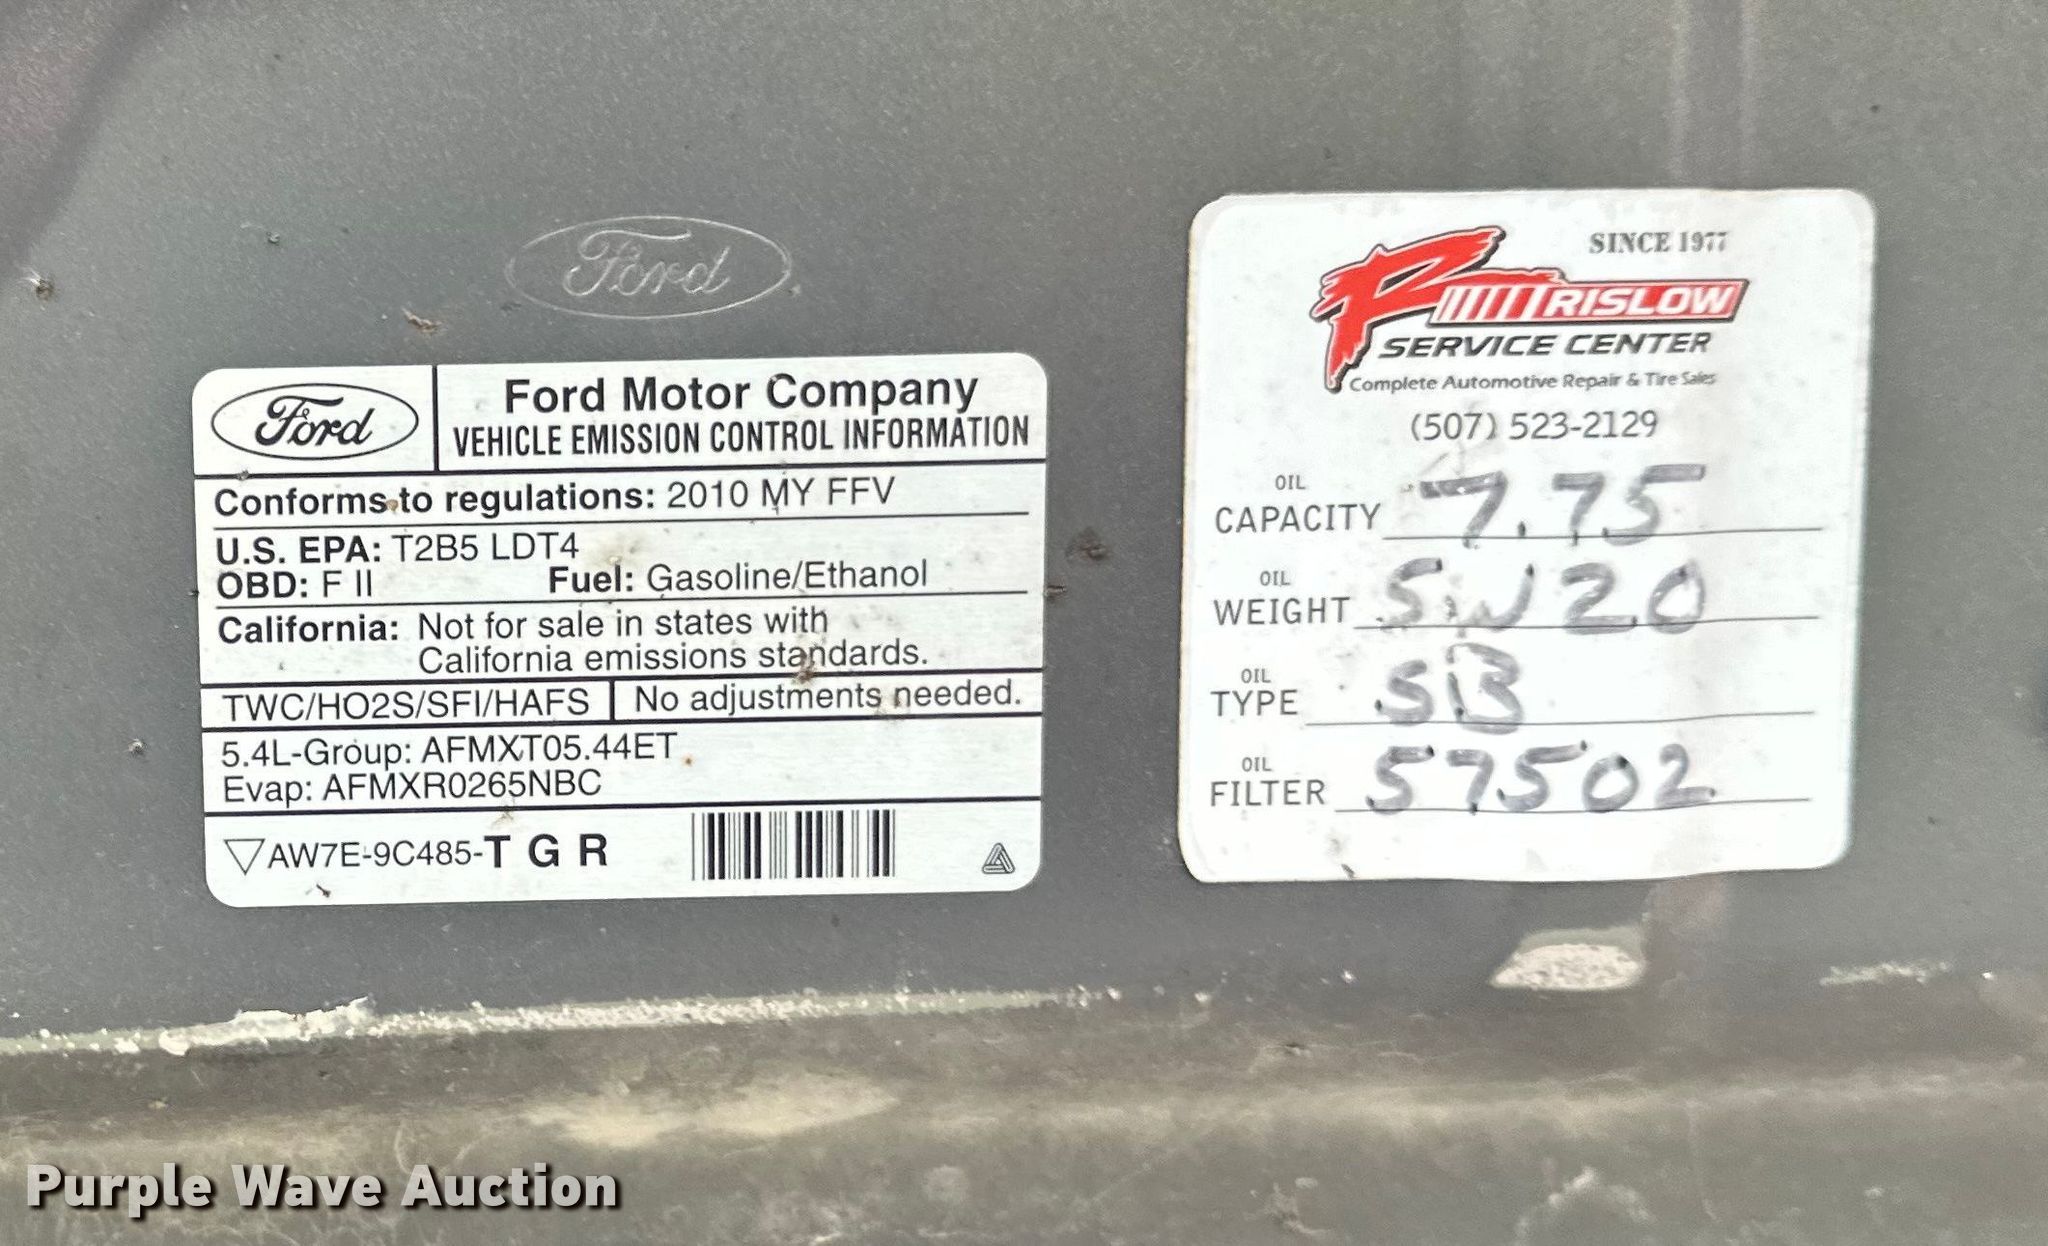 Ford
Ford
Ford Motor Company
VEHICLE EMISSION CONTROL INFORMATION
Conforms to regulations: 2010 MY FFV
U.S. EPA: T2B5 LDT4
OBD: F II Fuel: Gasoline/Ethanol
California: Not for sale in states with
California emissions standards.
TWC/HO2S/SFI/HAFS No adjustments needed.
5.4L-Group: AFMXT05.44ET
Evap: AFMXR0265NBC
AW7E-9C485-T G R
SINCE 1977
RISLOW
SERVICE CENTER
Complete Automotive Repair & Tire Sales
(507) 523-2129
OIL CAPACITY 7.75
OIL WEIGHT 5W20
OIL TYPE SB
OIL FILTER 57502
Purple Wave Auction